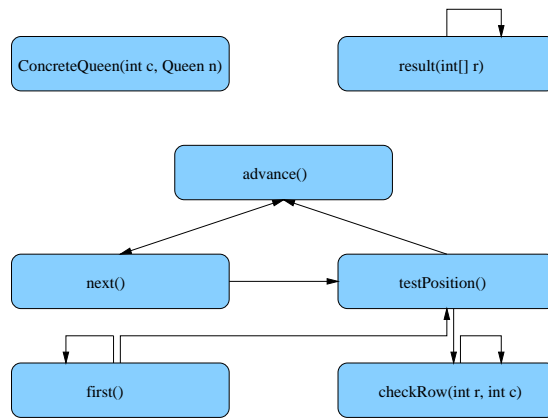 ConcreteQueen(int c, Queen n)
result(int[] r)
advance()
next()
testPosition()
first()
checkRow(int r, int c)